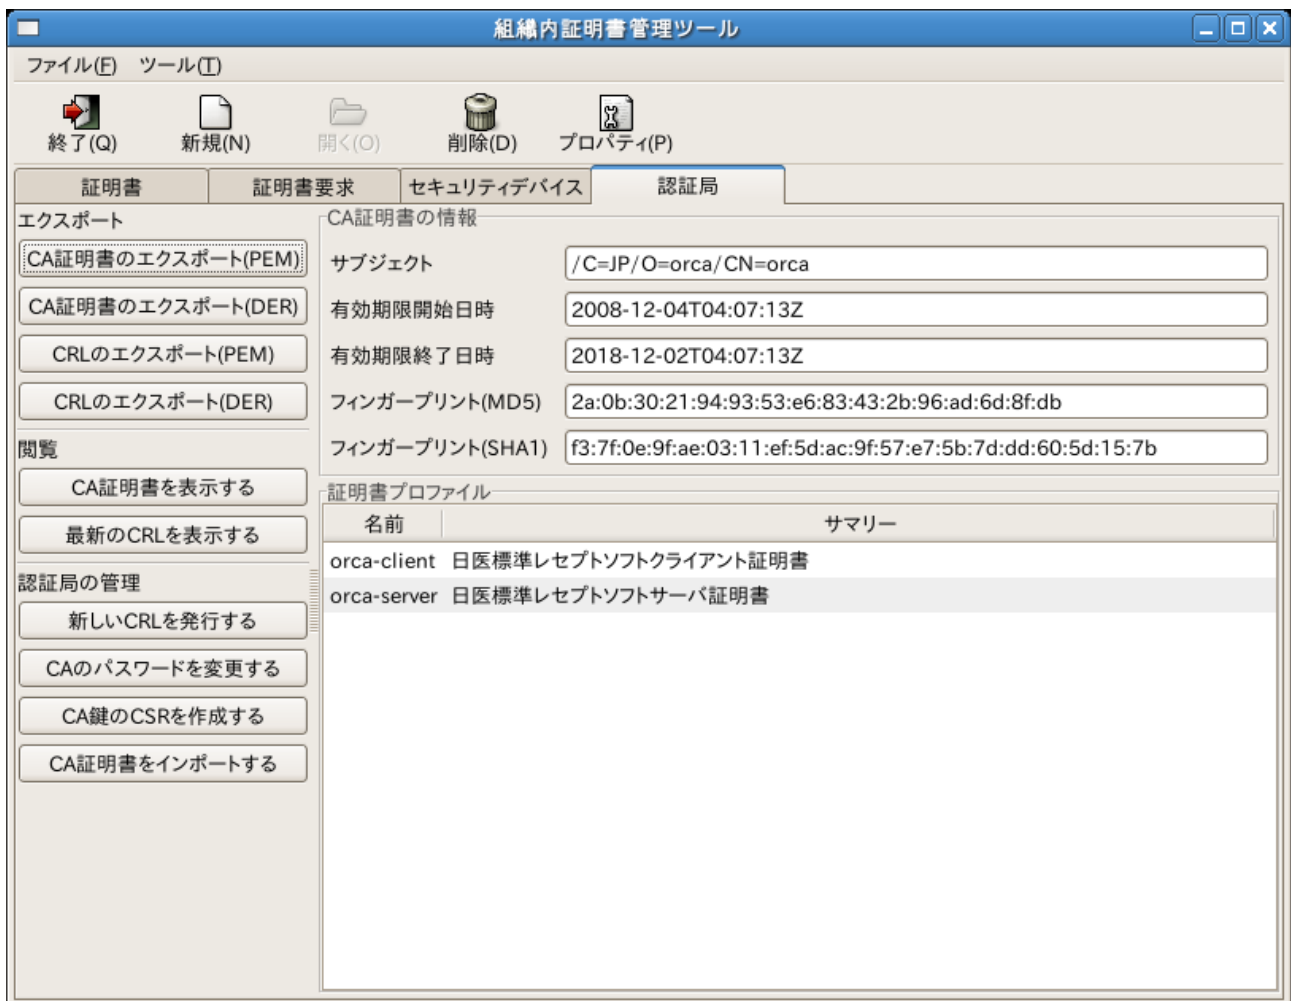 組織内証明書管理ツール
ファイル(F) ツール(T)
終了(Q) 新規(N) 開く(O) 削除(D) プロパティ(P)
証明書 証明書要求 セキュリティデバイス 認証局
エクスポート
CA証明書のエクスポート(PEM)
CA証明書のエクスポート(DER)
CRLのエクスポート(PEM)
CRLのエクスポート(DER)
閲覧
CA証明書を表示する
最新のCRLを表示する
認証局の管理
新しいCRLを発行する
CAのパスワードを変更する
CA鍵のCSRを作成する
CA証明書をインポートする
CA証明書の情報
サブジェクト /C=JP/O=orca/CN=orca
有効期限開始日時 2008-12-04T04:07:13Z
有効期限終了日時 2018-12-02T04:07:13Z
フィンガープリント(MD5) 2a:0b:30:21:94:93:53:e6:83:43:2b:96:ad:6d:8f:db
フィンガープリント(SHA1) f3:7f:0e:9f:ae:03:11:ef:5d:ac:9f:57:e7:5b:7d:dd:60:5d:15:7b
証明書プロファイル
名前 サマリー
orca-client 日医標準レセプトソフトクライアント証明書
orca-server 日医標準レセプトソフトサーバ証明書